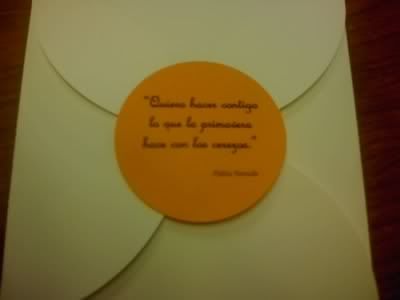 "Quiero hacer contigo
lo que la primavera
hace con los cerezos."
Pablo Neruda